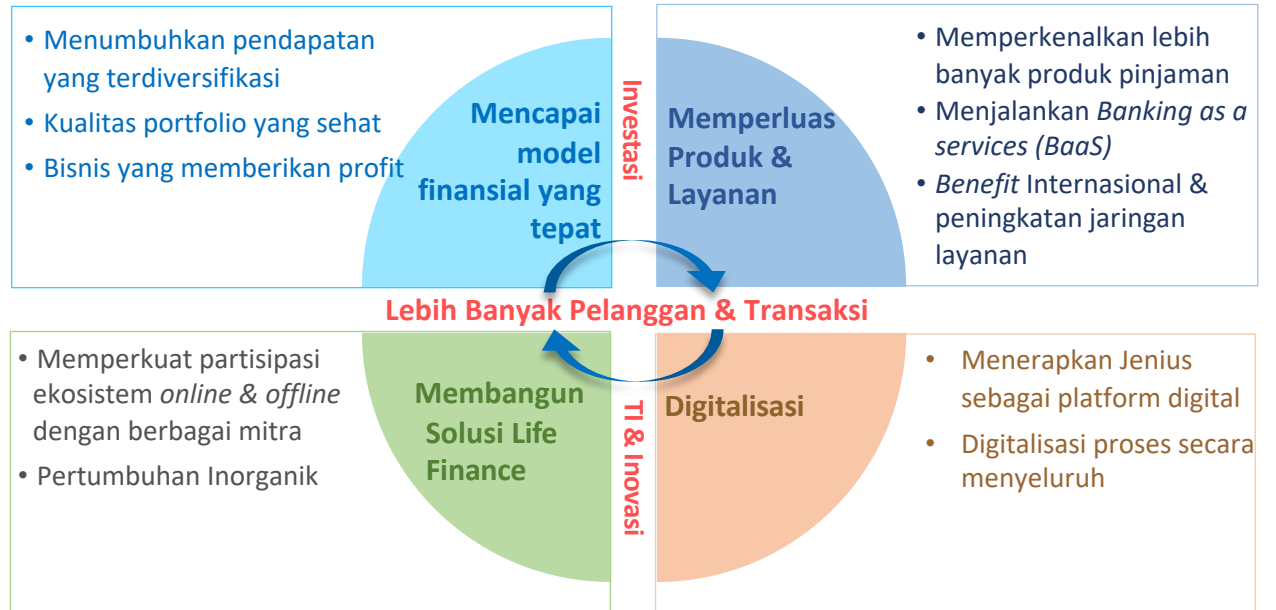 • Menumbuhkan pendapatan
yang terdiversifikasi
• Kualitas portfolio yang sehat
• Bisnis yang memberikan profit
Mencapai
model
finansial yang
tepat
Investasi
Memperluas
Produk &
Layanan
• Memperkenalkan lebih
banyak produk pinjaman
• Menjalankan Banking as a
services (BaaS)
• Benefit Internasional &
peningkatan jaringan
layanan
Lebih Banyak Pelanggan & Transaksi
• Memperkuat partisipasi
ekosistem online & offline
dengan berbagai mitra
• Pertumbuhan Inorganik
Membangun
Solusi Life
Finance
TI & Inovasi
Digitalisasi
• Menerapkan Jenius
sebagai platform digital
• Digitalisasi proses secara
menyeluruh